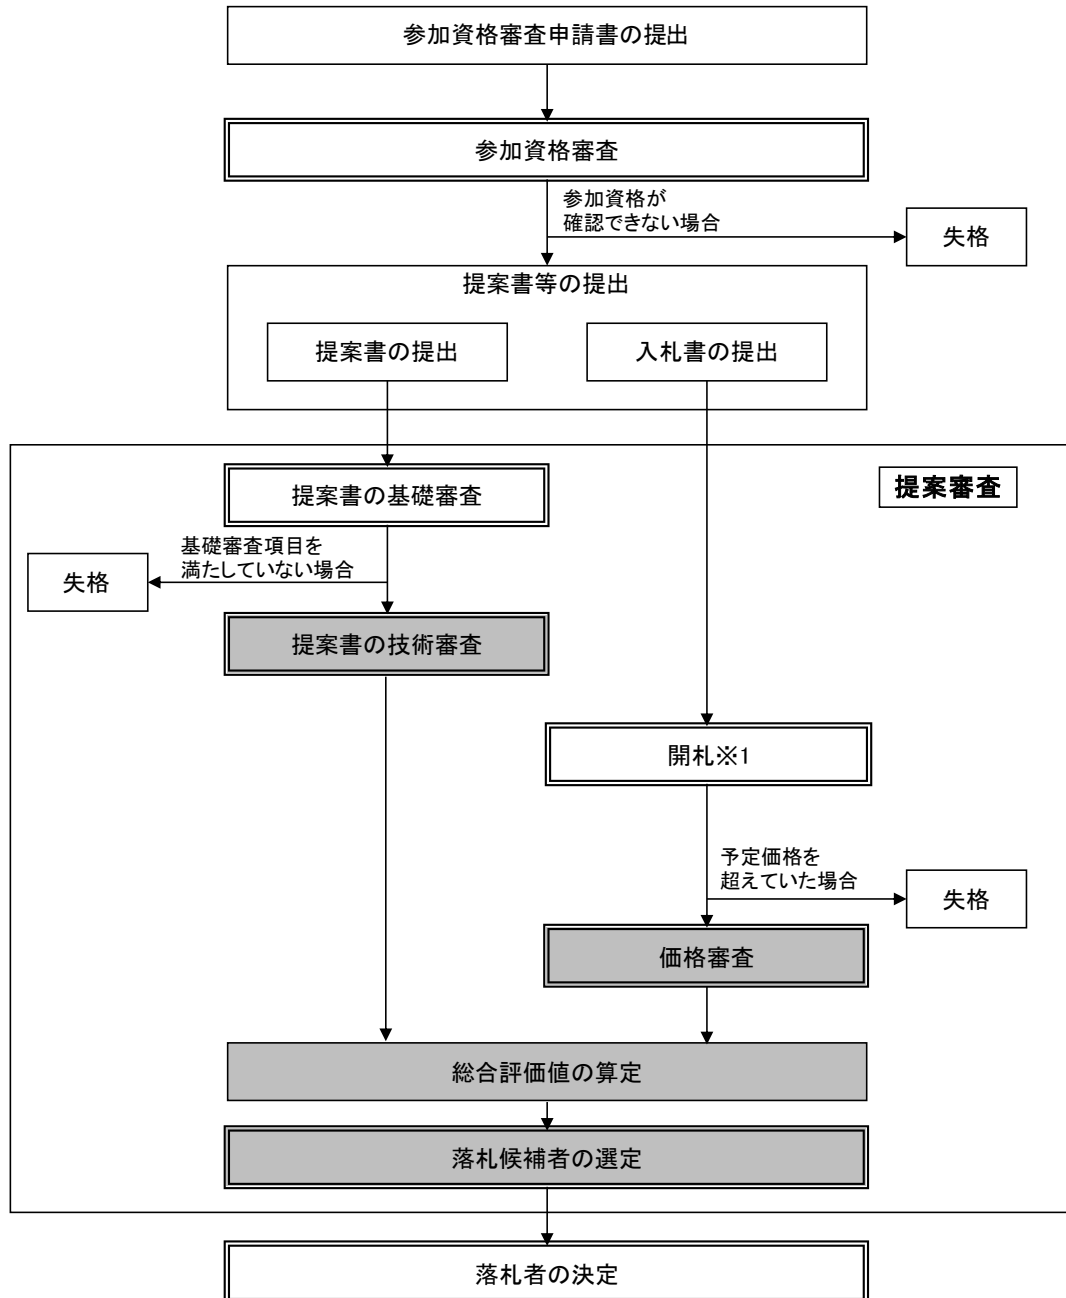 参加資格審査申請書の提出
参加資格審査
参加資格が
確認できない場合
失格
提案書等の提出
提案書の提出
入札書の提出
提案審査
提案書の基礎審査
基礎審査項目を
満たしていない場合
失格
提案書の技術審査
開札※1
予定価格を
超えていた場合
失格
価格審査
総合評価値の算定
落札候補者の選定
落札者の決定